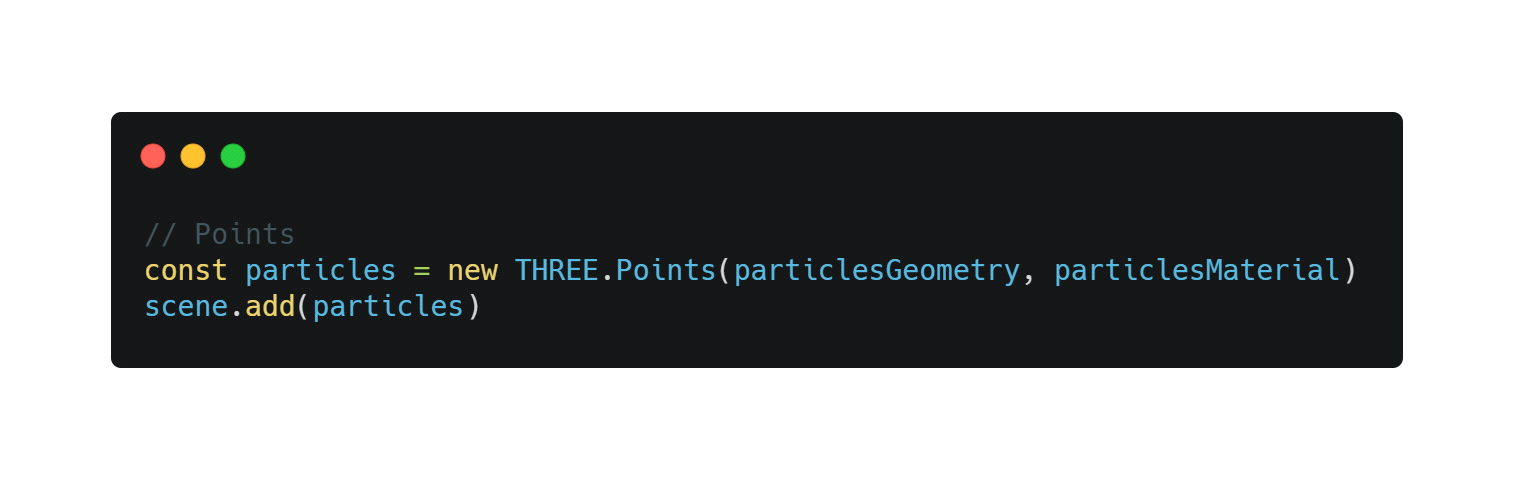 // Points
const particles = new THREE.Points(particlesGeometry, particlesMaterial)
scene.add(particles)